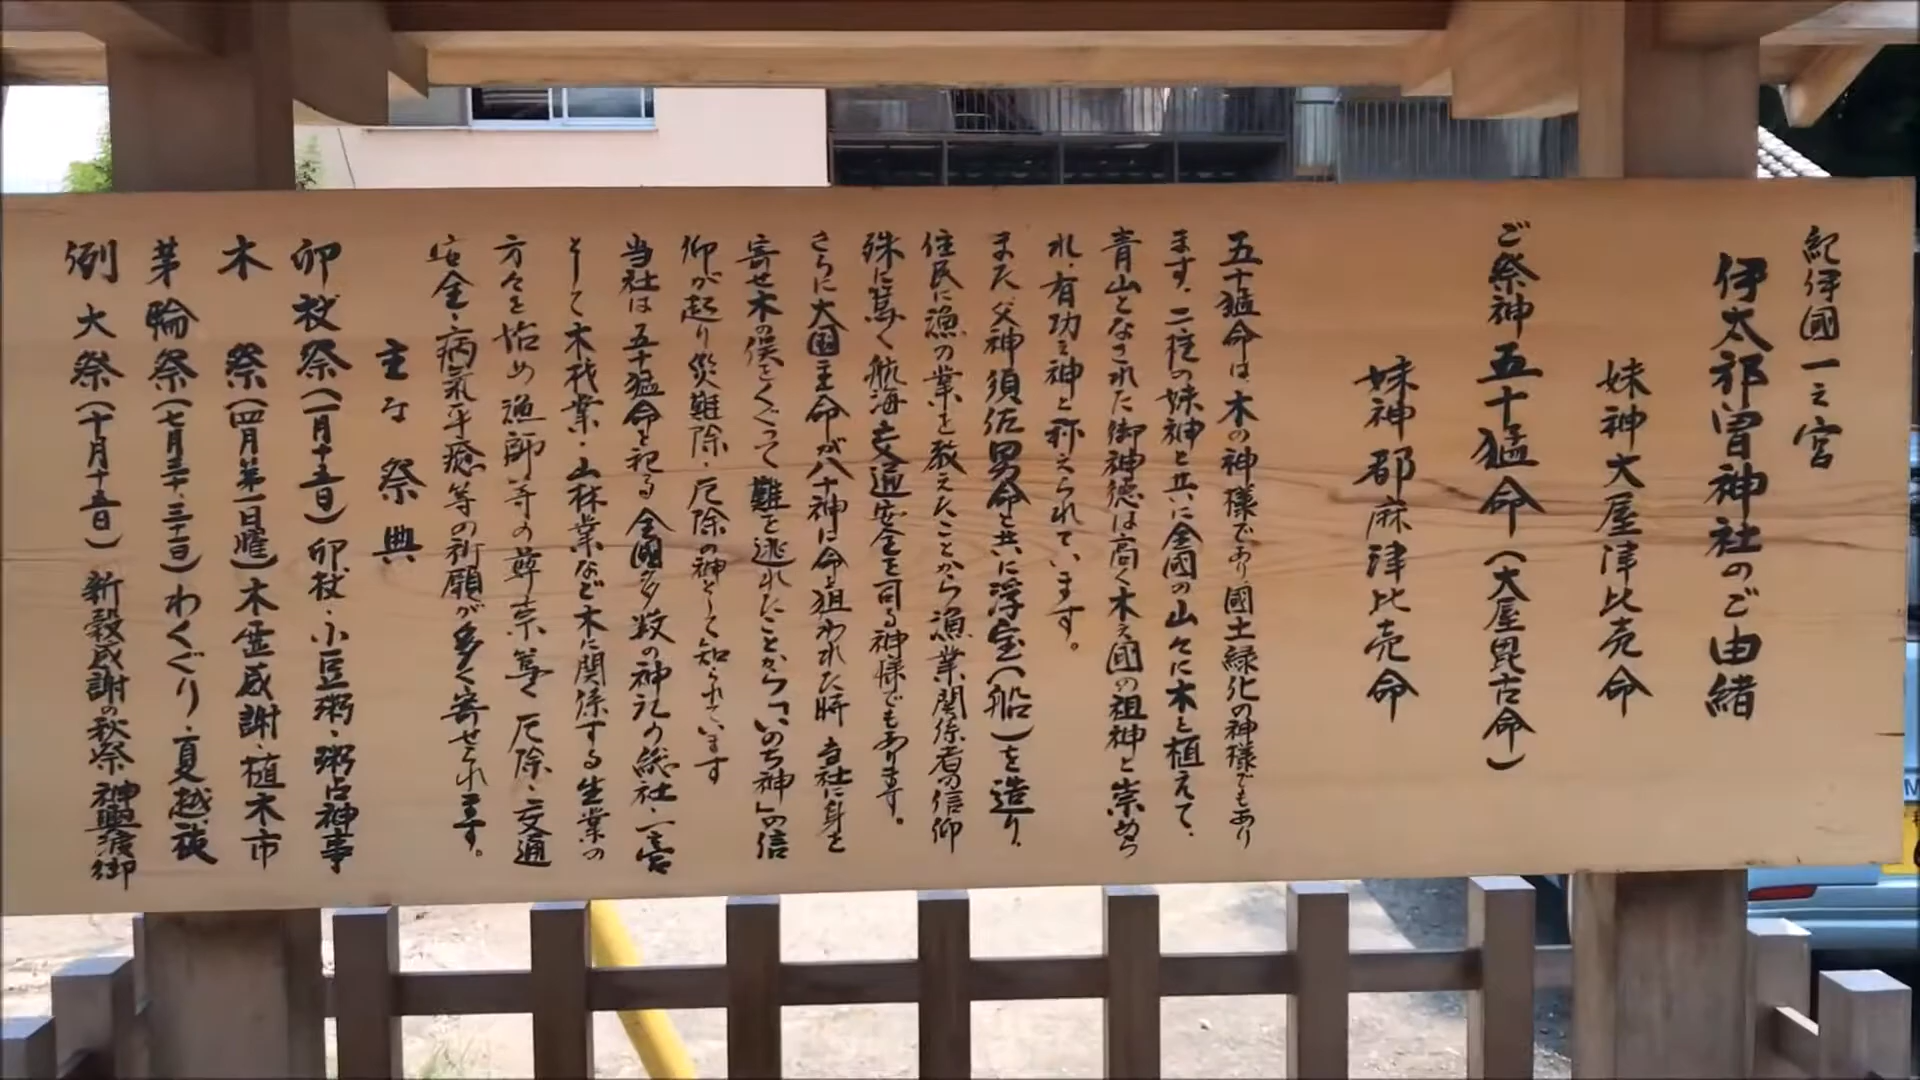 紀伊國一之宮
伊太祁曽神社のご由緒
妹神大屋津比売命
ご祭神 五十猛命(大屋毘古命)
妹神都麻津比売命
五十猛命は、木の神様であり、國土緑化の神様でもあり
ます。二柱の妹神と共に全國の山々に木を植えて、
青山となされた御神徳は高く木の國の祖神と崇めら
れ、有功の神と称えられています。
また父神須佐男命と共に浮宝(船)を造り、
住民に漁の業を教えたことから漁業関係者の信仰
殊に篤く航海、交通安全を司る神様でもあります。
さらに大国主命が八十神に命を狙われた時 当社に身を
寄せ木の俣をくぐって難を逃れたことから「いのち神」の信
仰が起り災難除・厄除の神として知られています
当社は五十猛命を祀る全國多数の神社の総社・一宮
として木材業・山林業など木に関係する生業の
方々を始め漁師等の尊崇篤く厄除・交通
安全・病気平癒等の祈願が多く寄せられます。
主な祭典
卯杖祭(一月十五日)卯杖・小豆粥・粥占神事
木 祭(四月第一日曜)木霊感謝・植木市
茅輪祭(七月三十、三十一日)わくぐり・夏越祓
例大祭(十月十五日)新穀感謝の秋祭 神輿渡御